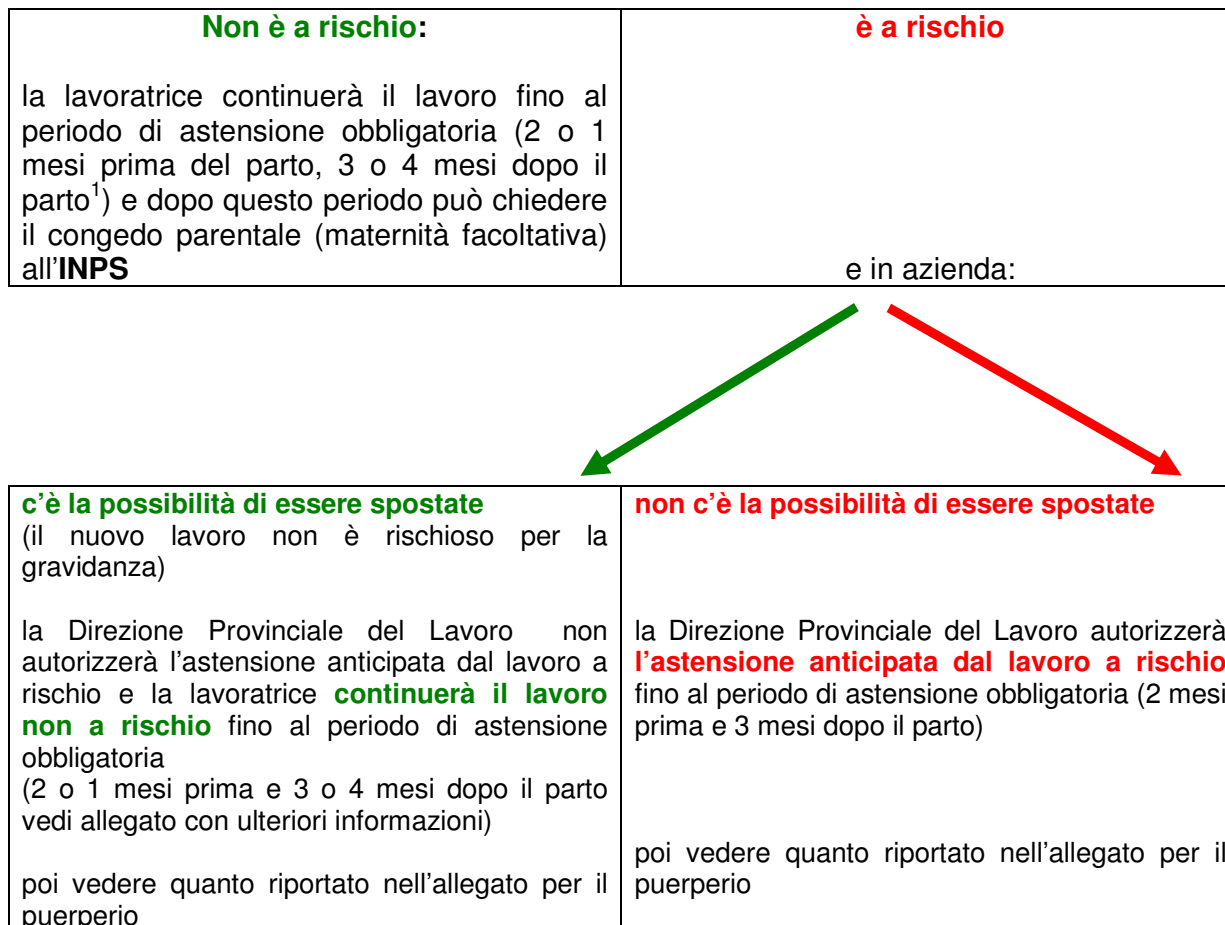 Non è a rischio:
la lavoratrice continuerà il lavoro fino al
periodo di astensione obbligatoria (2 o 1
mesi prima del parto, 3 o 4 mesi dopo il
parto1) e dopo questo periodo può chiedere
il congedo parentale (maternità facoltativa)
all'INPS
è a rischio
e in azienda:
c'è la possibilità di essere spostate
(il nuovo lavoro non è rischioso per la
gravidanza)
la Direzione Provinciale del Lavoro non
autorizzerà l'astensione anticipata dal lavoro a
rischio e la lavoratrice continuerà il lavoro
non a rischio fino al periodo di astensione
obbligatoria
(2 o 1 mesi prima e 3 o 4 mesi dopo il parto
vedi allegato con ulteriori informazioni)
poi vedere quanto riportato nell'allegato per il
puerperio
non c'è la possibilità di essere spostate
la Direzione Provinciale del Lavoro autorizzerà
l'astensione anticipata dal lavoro a rischio
fino al periodo di astensione obbligatoria (2 mesi
prima e 3 mesi dopo il parto)
poi vedere quanto riportato nell'allegato per il
puerperio